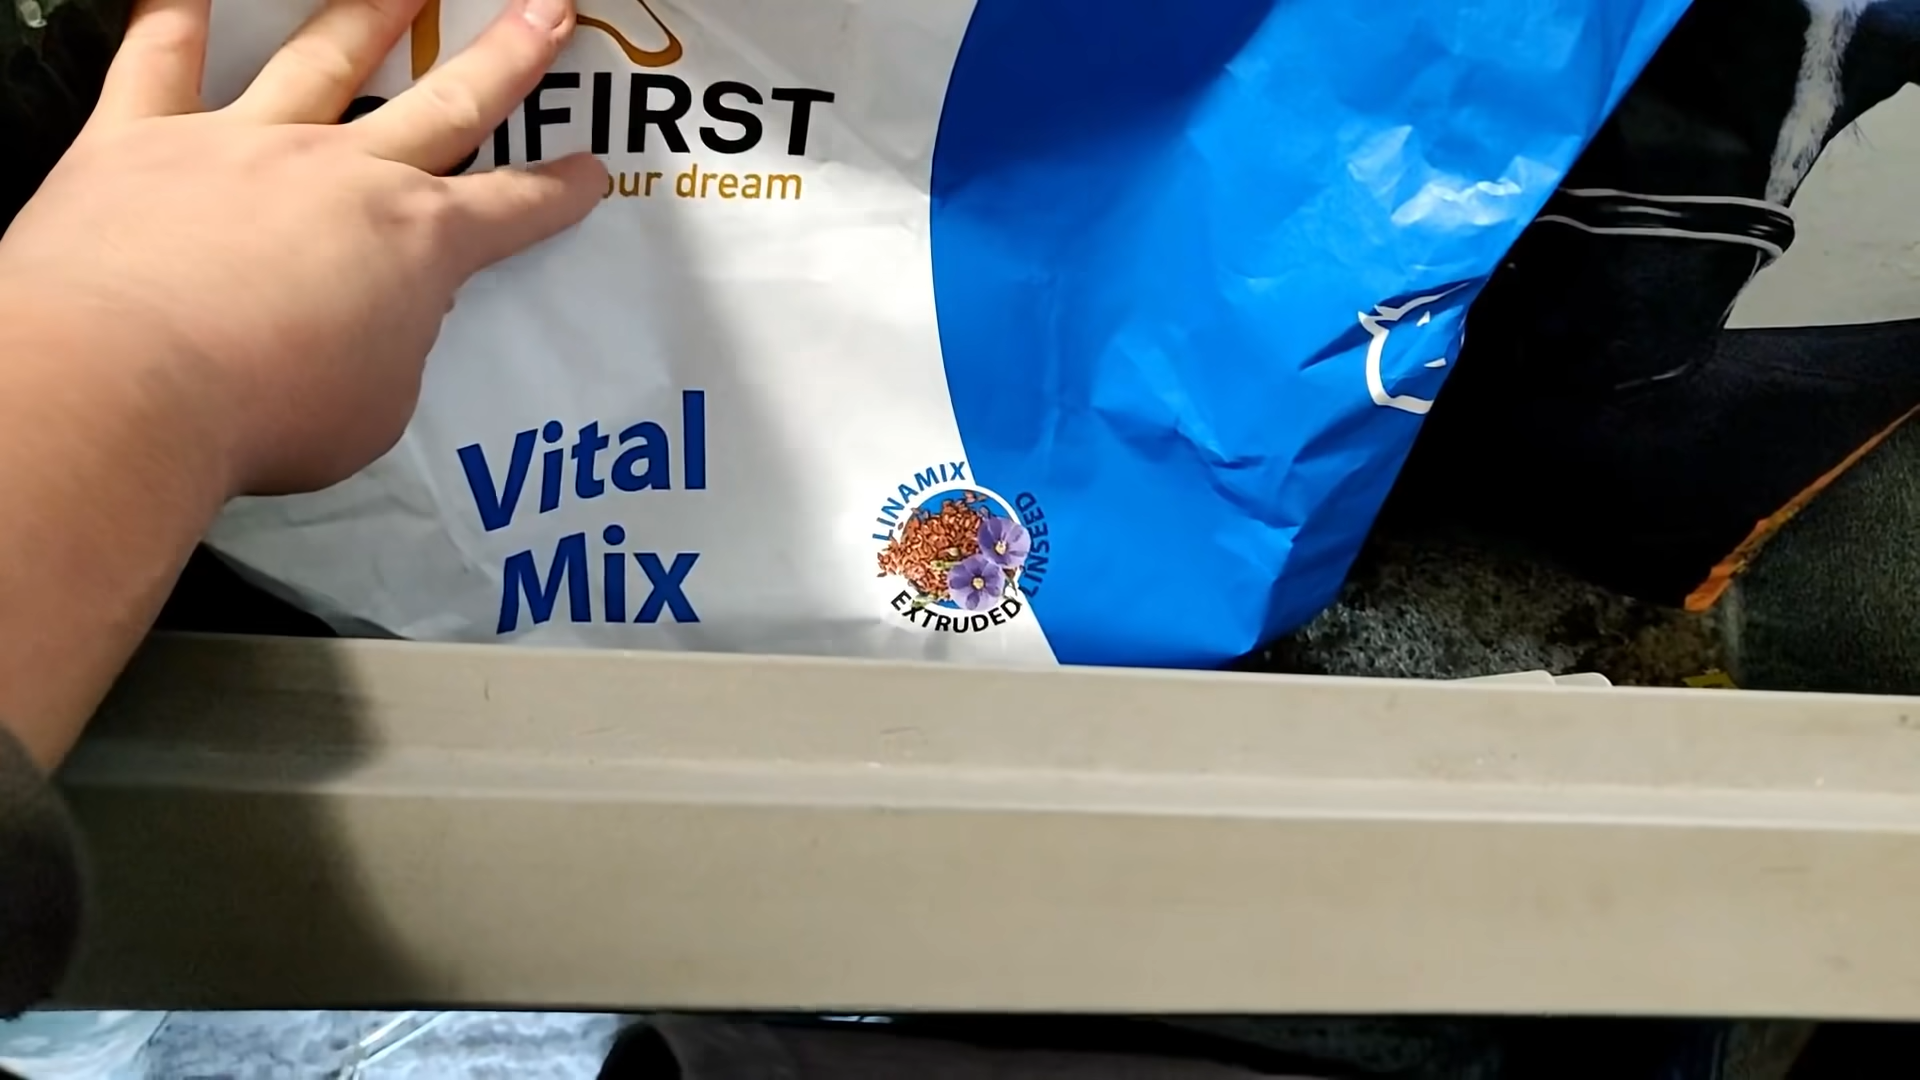 FIRST
our dream
Vital
Mix
LINAMIX
LINSEED
EXTRUDED